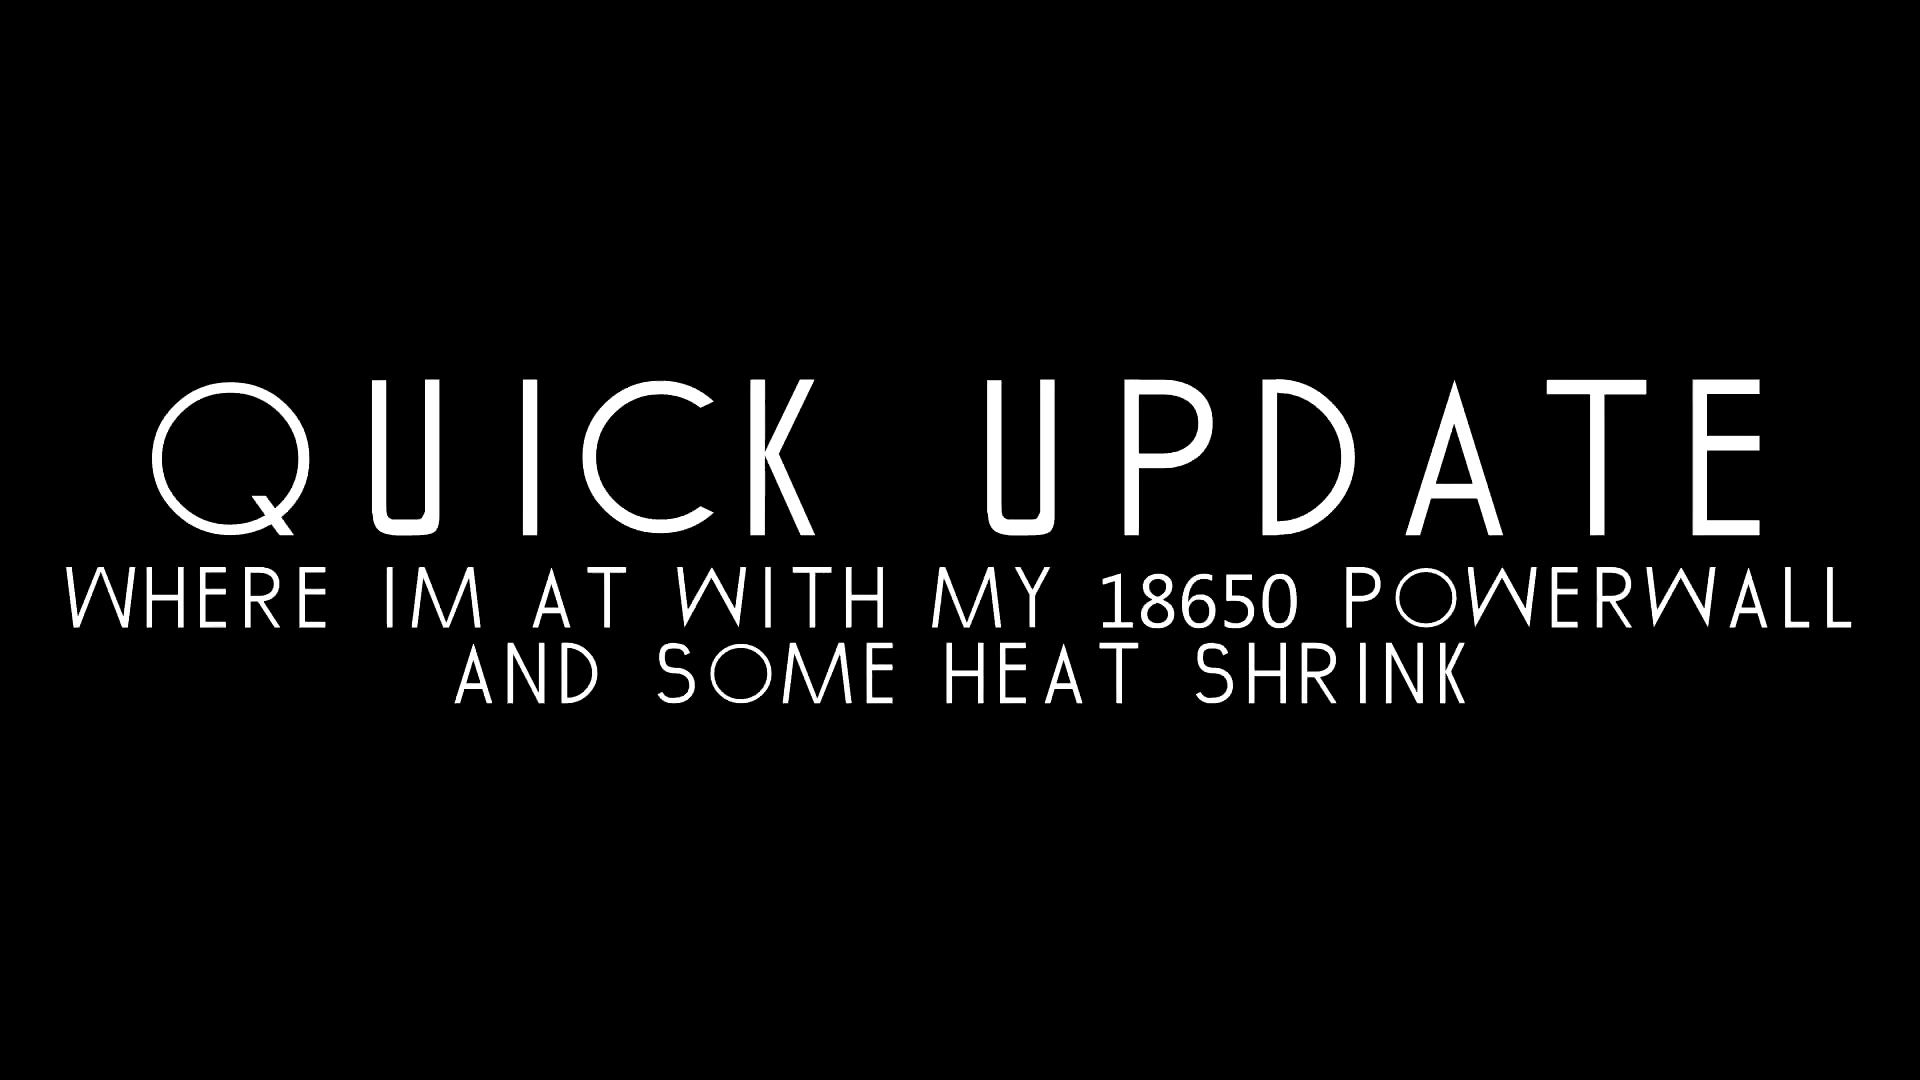 QUICK UPDATE
WHERE IM AT WITH MY 18650 POWERWALL
AND SOME HEAT SHRINK